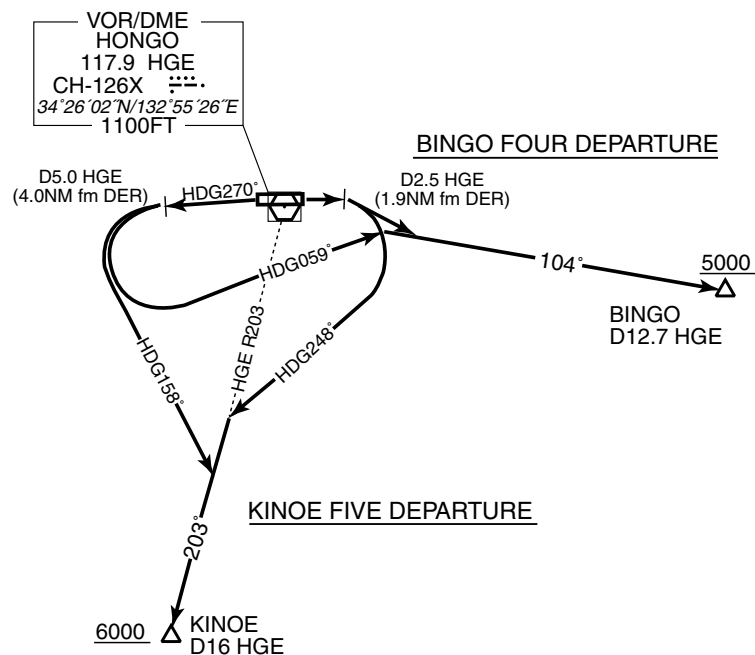 VOR/DME
HONGO
117.9 HGE
CH-126X
34°26´02˝N/132°55´26˝E
1100FT
BINGO FOUR DEPARTURE
D5.0 HGE
(4.0NM fm DER)
HDG270°
D2.5 HGE
(1.9NM fm DER)
HDG059°
104°
5000
BINGO
D12.7 HGE
HGE R203
HDG248°
HDG158°
KINOE FIVE DEPARTURE
203°
6000
KINOE
D16 HGE